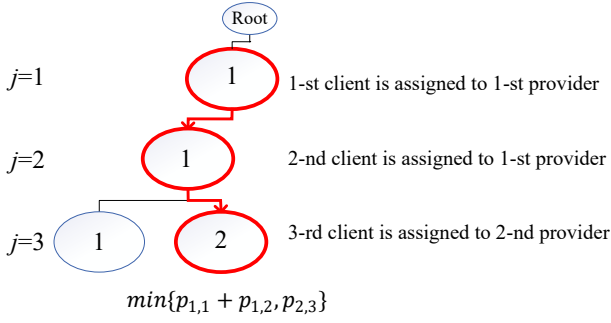 Root
j=1
1
1-st client is assigned to 1-st provider
j=2
1
2-nd client is assigned to 1-st provider
j=3
1
2
3-rd client is assigned to 2-nd provider
min{p₁,₁ + p₁,₂, p₂,₃}